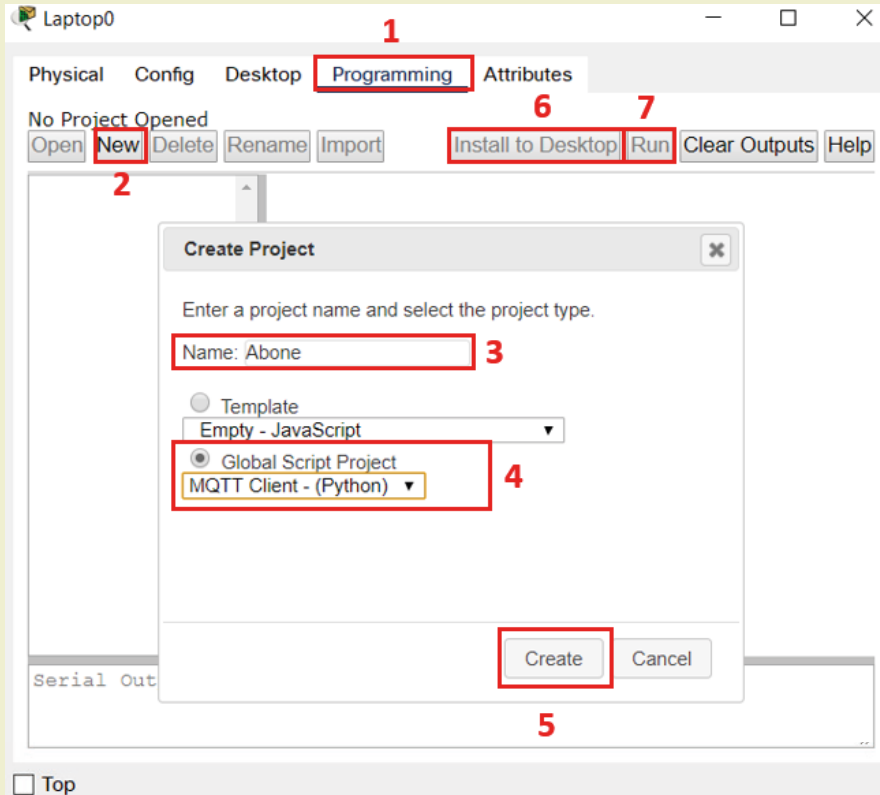 Laptop0
1
Physical Config Desktop Programming Attributes
6 7
No Project Opened
Open New Delete Rename Import Install to Desktop Run Clear Outputs Help
2
Create Project
Enter a project name and select the project type.
Name: Abone 3
Template
Empty - JavaScript
Global Script Project
MQTT Client - (Python) 4
Create Cancel
Serial Out
5
Top